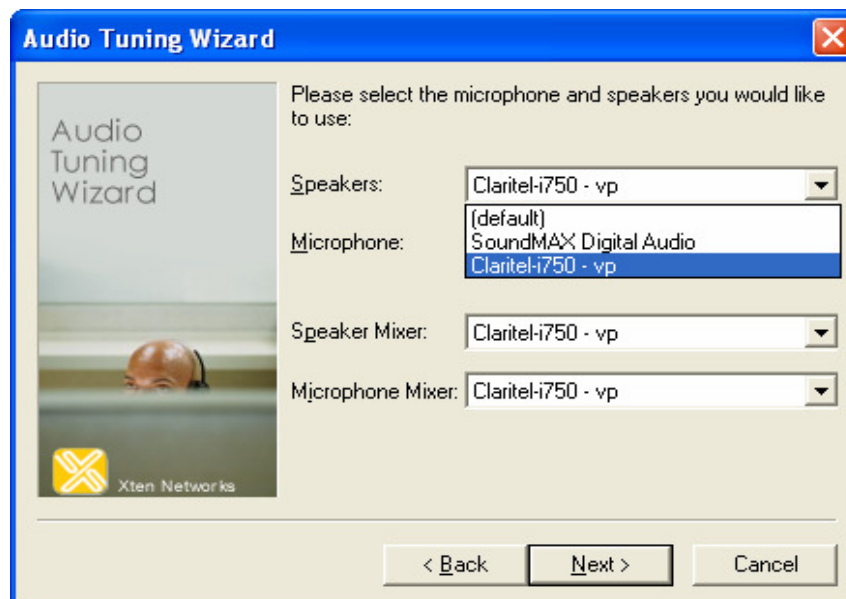 Audio Tuning Wizard
Audio
Tuning
Wizard
Xten Networks
Please select the microphone and speakers you would like
to use:
Speakers: Claritel-i750 - vp
(default)
SoundMAX Digital Audio
Claritel-i750 - vp
Microphone:
Speaker Mixer: Claritel-i750 - vp
Microphone Mixer: Claritel-i750 - vp
< Back Next > Cancel